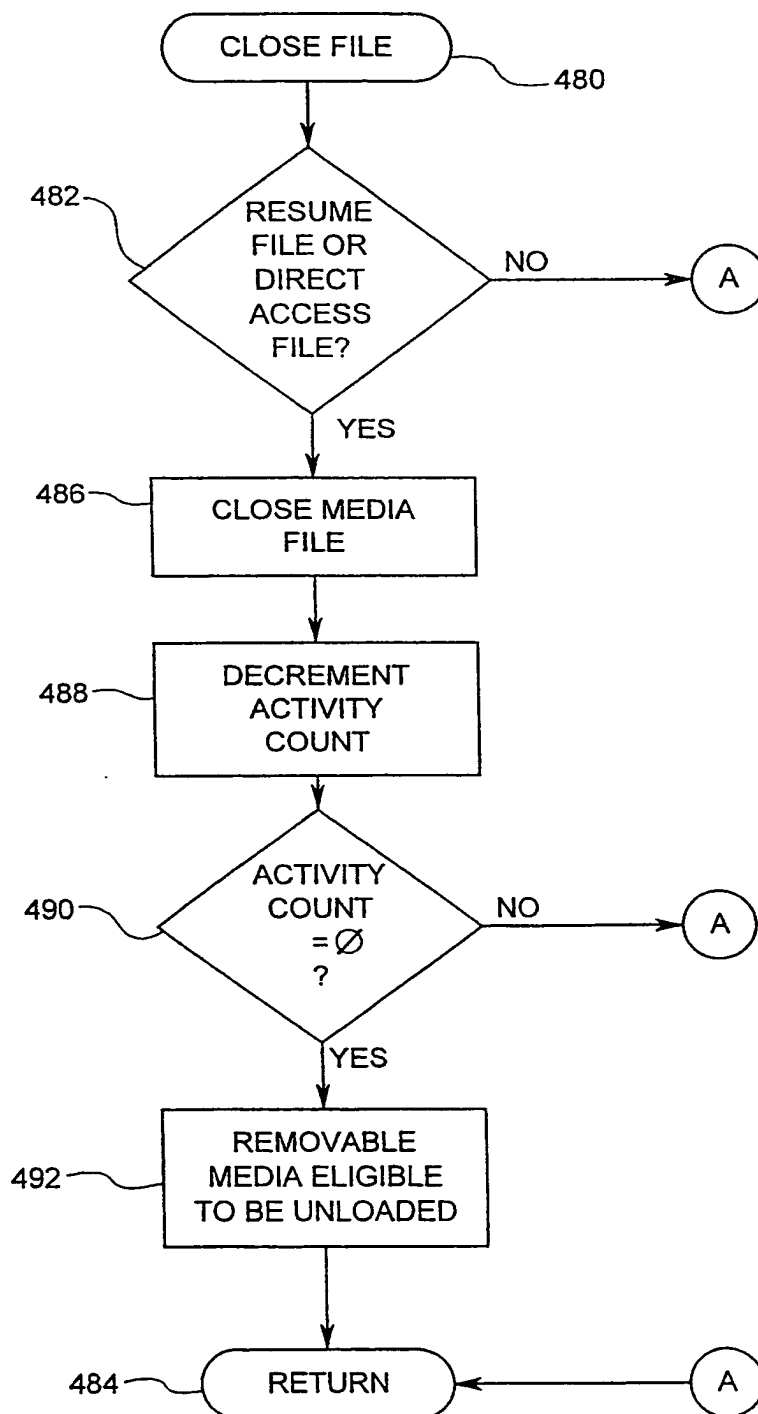 CLOSE FILE
480
482
RESUME
FILE OR
DIRECT
ACCESS
FILE?
NO
A
YES
486
CLOSE MEDIA
FILE
488
DECREMENT
ACTIVITY
COUNT
490
ACTIVITY
COUNT
= Ø
?
NO
A
YES
492
REMOVABLE
MEDIA ELIGIBLE
TO BE UNLOADED
484
RETURN
A